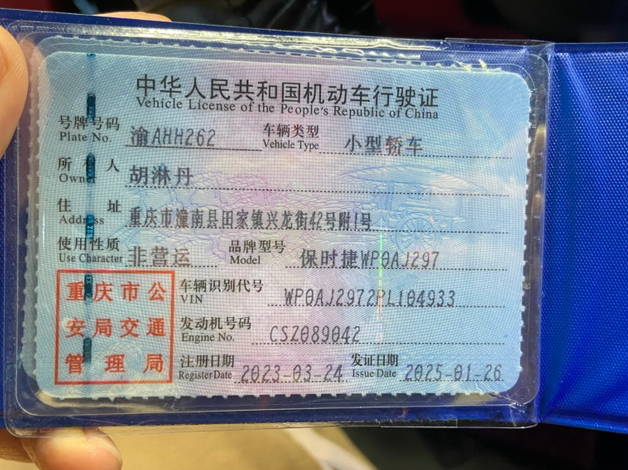 中华人民共和国机动车行驶证
Vehicle License of the People's Republic of China
号牌号码 渝AHH262 车辆类型 小型轿车
Plate No. Vehicle Type
所有人 胡淋丹
Owner
住址 重庆市潼南县田家镇兴龙街42号附1号
Address
使用性质 非营运 品牌型号 保时捷WP0AJ297
Use Character Model
重庆市公 车辆识别代号 WP0AJ2972PL104933
VIN
安局交通 发动机号码 CSZ089042
Engine No.
管理局 注册日期 2023-03-24 发证日期 2025-01-26
Register Date Issue Date